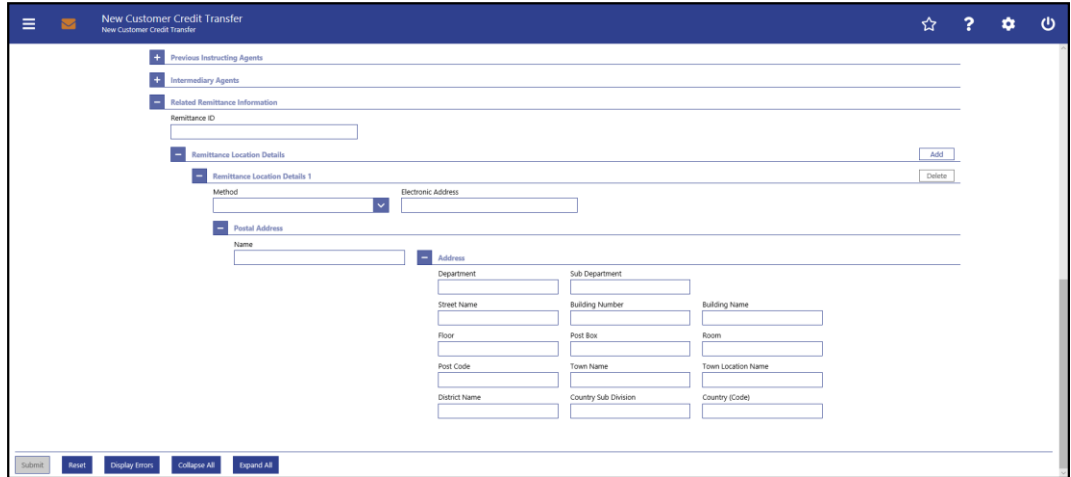 New Customer Credit Transfer
New Customer Credit Transfer
Previous Instructing Agents
Intermediary Agents
Related Remittance Information
Remittance ID
Remittance Location Details Add
Remittance Location Details 1 Delete
Method Electronic Address
Postal Address
Name
Address
Department Sub Department
Street Name Building Number Building Name
Floor Post Box Room
Post Code Town Name Town Location Name
District Name Country Sub Division Country (Code)
Submit Reset Display Errors Collapse All Expand All